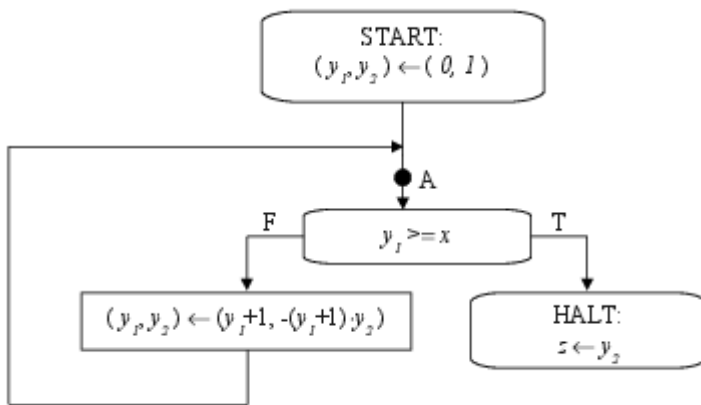 START:
(y₁, y₂) ← (0, 1)
A
F
y₁ >= x
T
(y₁, y₂) ← (y₁+1, -(y₁+1)·y₂)
HALT:
z ← y₂